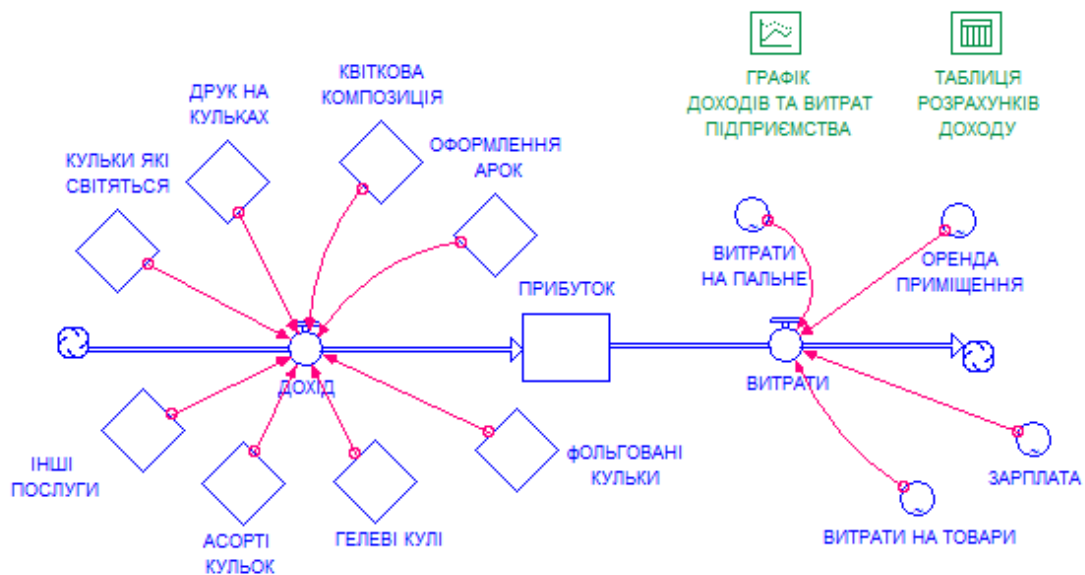 ГРАФІК
ДОХОДІВ ТА ВИТРАТ
ПІДПРИЄМСТВА
ТАБЛИЦЯ
РОЗРАХУНКІВ
ДОХОДУ
КВІТКОВА
КОМПОЗИЦІЯ
ДРУК НА
КУЛЬКАХ
ОФОРМЛЕННЯ
АРОК
КУЛЬКИ ЯКІ
СВІТЯТЬСЯ
ВИТРАТИ
НА ПАЛЬНЕ
ОРЕНДА
ПРИМІЩЕННЯ
ПРИБУТОК
ДОХІД
ВИТРАТИ
ІНШІ
ПОСЛУГИ
АСОРТІ
КУЛЬОК
ГЕЛЕВІ КУЛІ
фОЛЬГОВАНІ
КУЛЬКИ
ЗАРПЛАТА
ВИТРАТИ НА ТОВАРИ